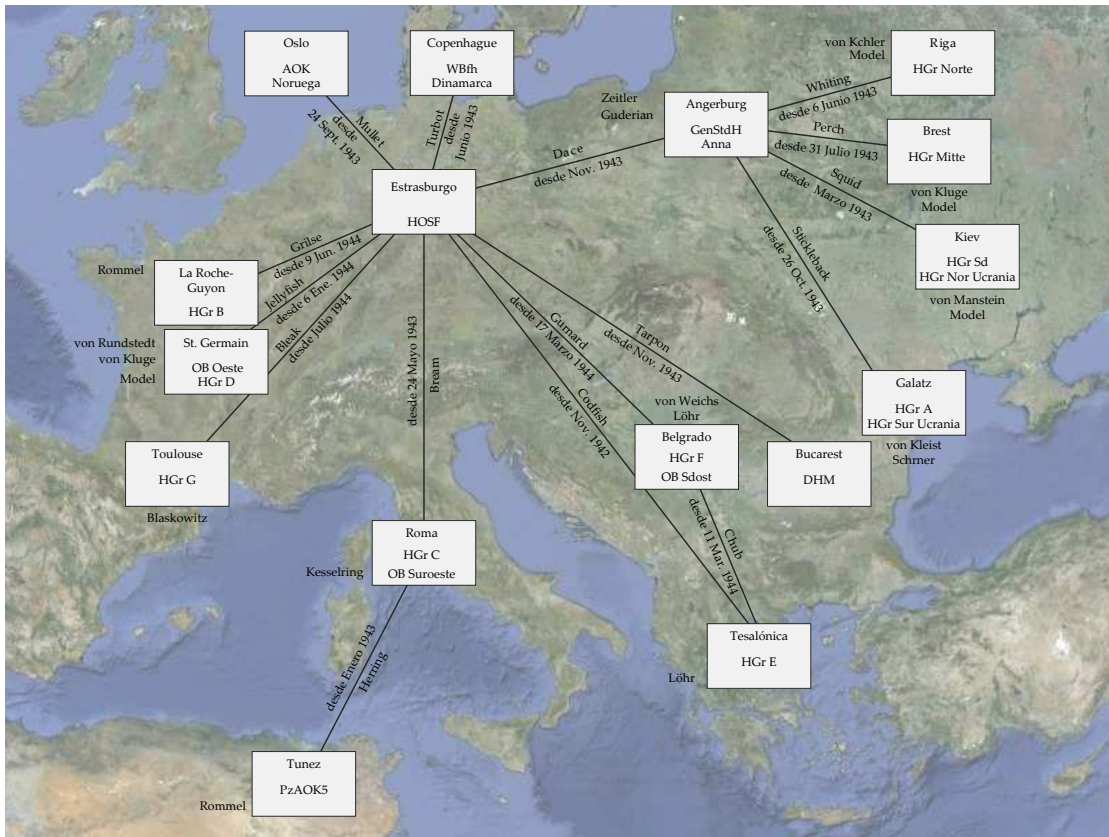 Oslo
AOK
Noruega
Copenhague
WBfh
Dinamarca
von Kchler
Model
Riga
HGr Norte
Whiting
desde 6 Junio 1943
Zeitler
Guderian
Angerburg
GenStdH
Anna
Perch
desde 31 Julio 1943
Brest
HGr Mitte
von Kluge
Model
Mullet
desde
24 Sept. 1943
Turbot
desde
Junio 1943
Dace
desde Nov. 1943
Squid
desde Marzo 1943
Kiev
HGr Sd
HGr Nor Ucrania
von Manstein
Model
Stickleback
desde 26 Oct. 1943
Estrasburgo
HOSF
Rommel
La Roche-
Guyon
HGr B
Grilse
desde 9 Jun. 1944
Jellyfish
desde 6 Ene. 1944
Bleak
desde Julio 1944
von Rundstedt
von Kluge
Model
St. Germain
OB Oeste
HGr D
desde 24 Mayo 1943
Bream
Gurnard
desde 17 Marzo 1944
Tarpon
desde Nov. 1943
Codfish
desde Nov. 1942
von Weichs
Löhr
Belgrado
HGr F
OB Sdost
Bucarest
DHM
Galatz
HGr A
HGr Sur Ucrania
von Kleist
Schrner
Toulouse
HGr G
Blaskowitz
Chub
desde 11 Mar. 1944
Kesselring
Roma
HGr C
OB Suroeste
desde Enero 1943
Herring
Löhr
Tesalónica
HGr E
Rommel
Tunez
PzAOK5